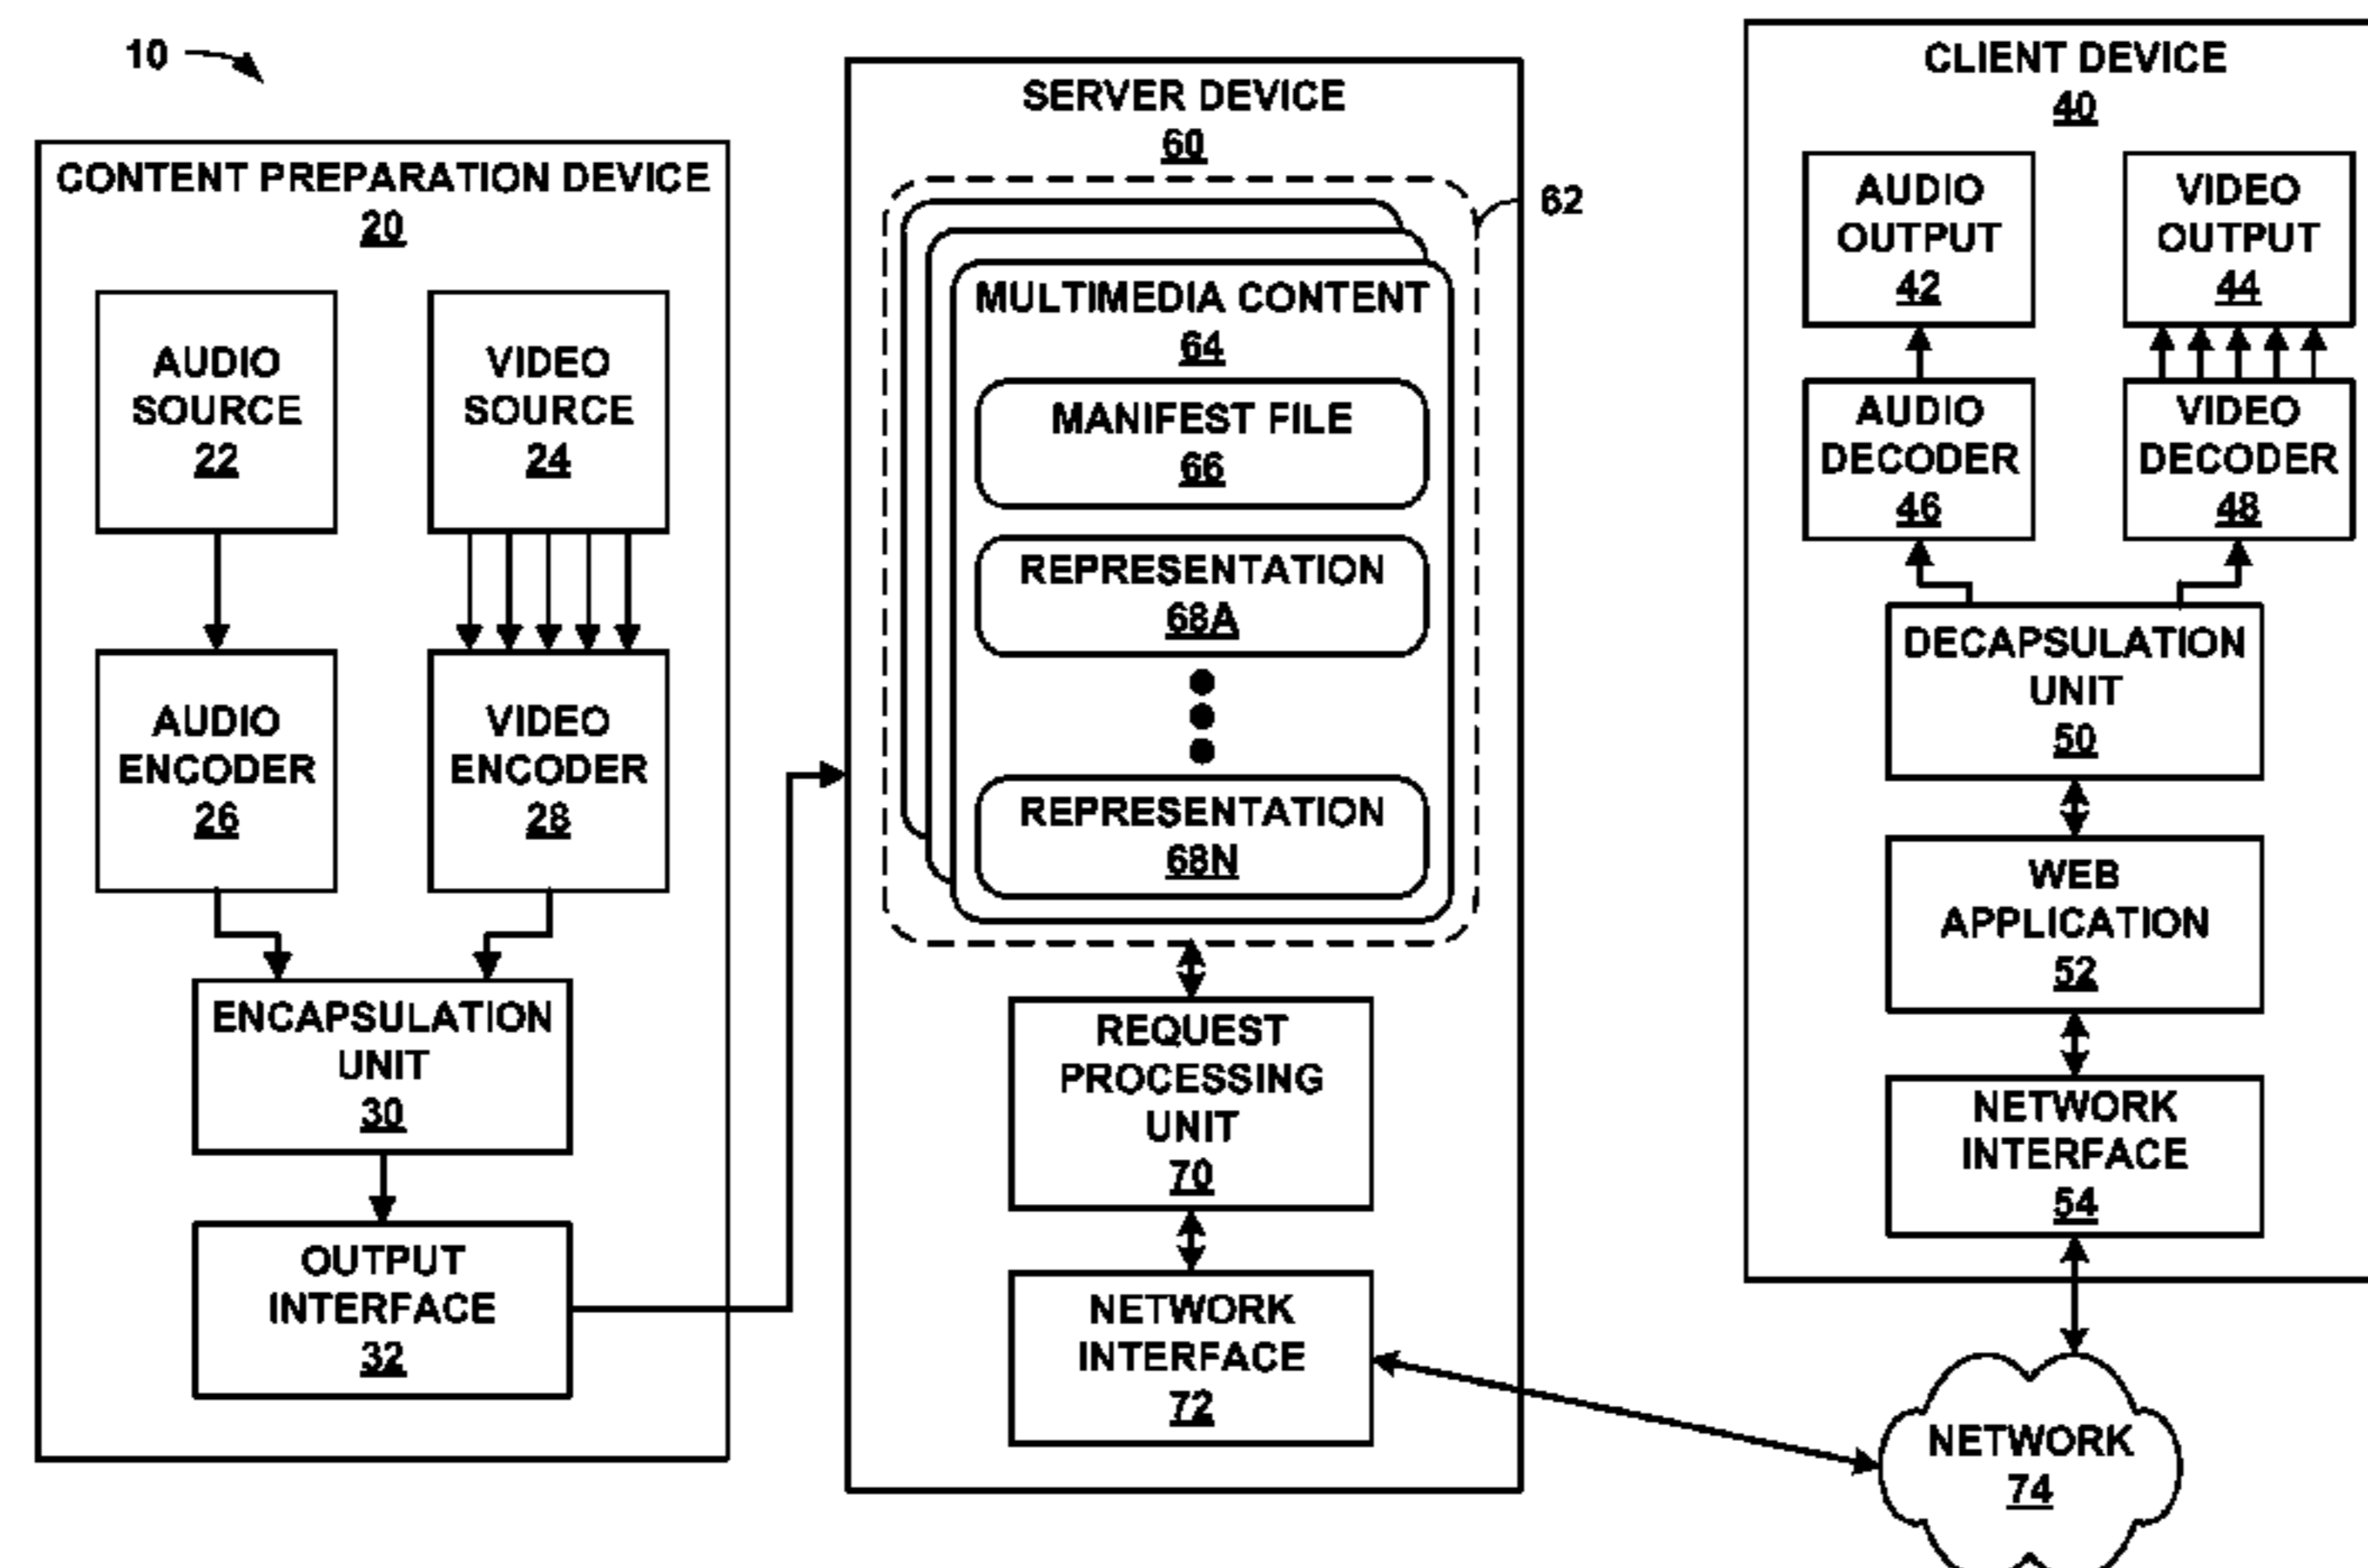 10
CONTENT PREPARATION DEVICE
20
AUDIO
SOURCE
22
VIDEO
SOURCE
24
AUDIO
ENCODER
26
VIDEO
ENCODER
28
ENCAPSULATION
UNIT
30
OUTPUT
INTERFACE
32
SERVER DEVICE
60
62
MULTIMEDIA CONTENT
64
MANIFEST FILE
66
REPRESENTATION
68A
REPRESENTATION
68N
REQUEST
PROCESSING
UNIT
70
NETWORK
INTERFACE
72
CLIENT DEVICE
40
AUDIO
OUTPUT
42
VIDEO
OUTPUT
44
AUDIO
DECODER
46
VIDEO
DECODER
48
DECAPSULATION
UNIT
50
WEB
APPLICATION
52
NETWORK
INTERFACE
54
NETWORK
74